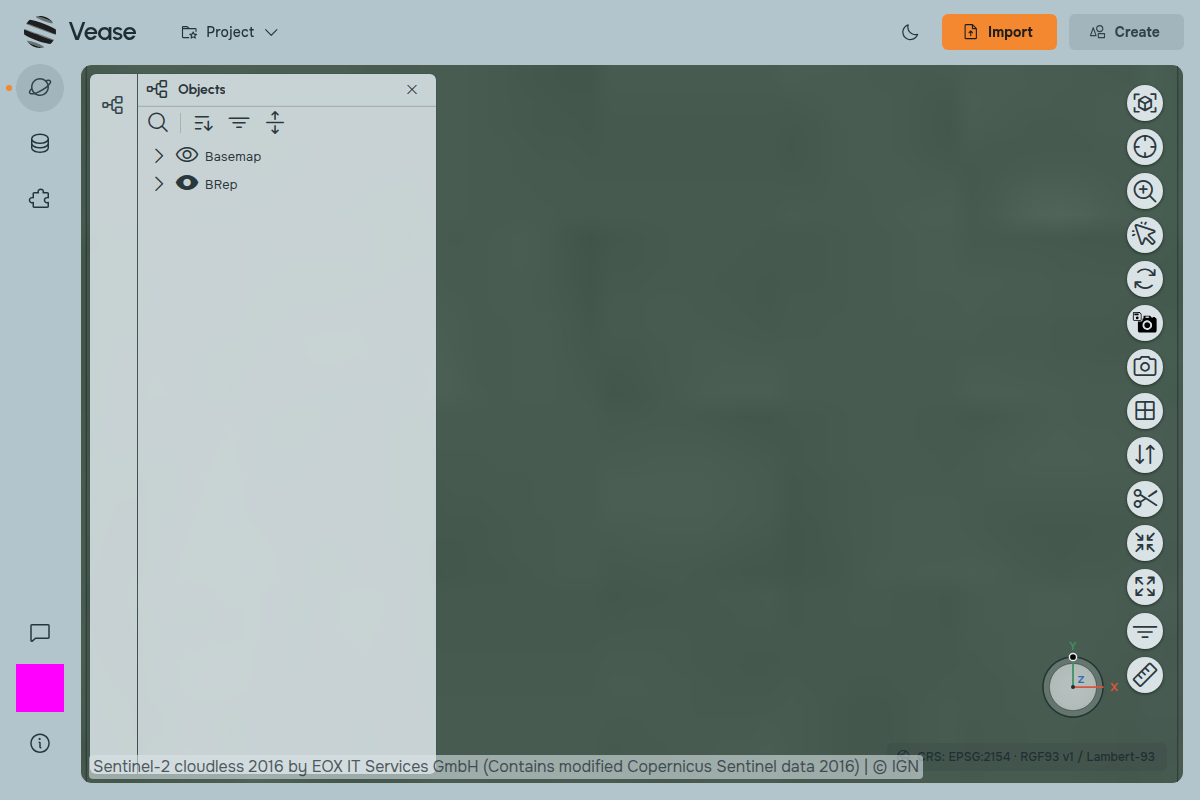 Vease
Project
Import
Create
Objects
Basemap
BRep
Y
Z
X
CRS: EPSG:2154 · RGF93 v1 / Lambert-93
Sentinel-2 cloudless 2016 by EOX IT Services GmbH (Contains modified Copernicus Sentinel data 2016) | © IGN